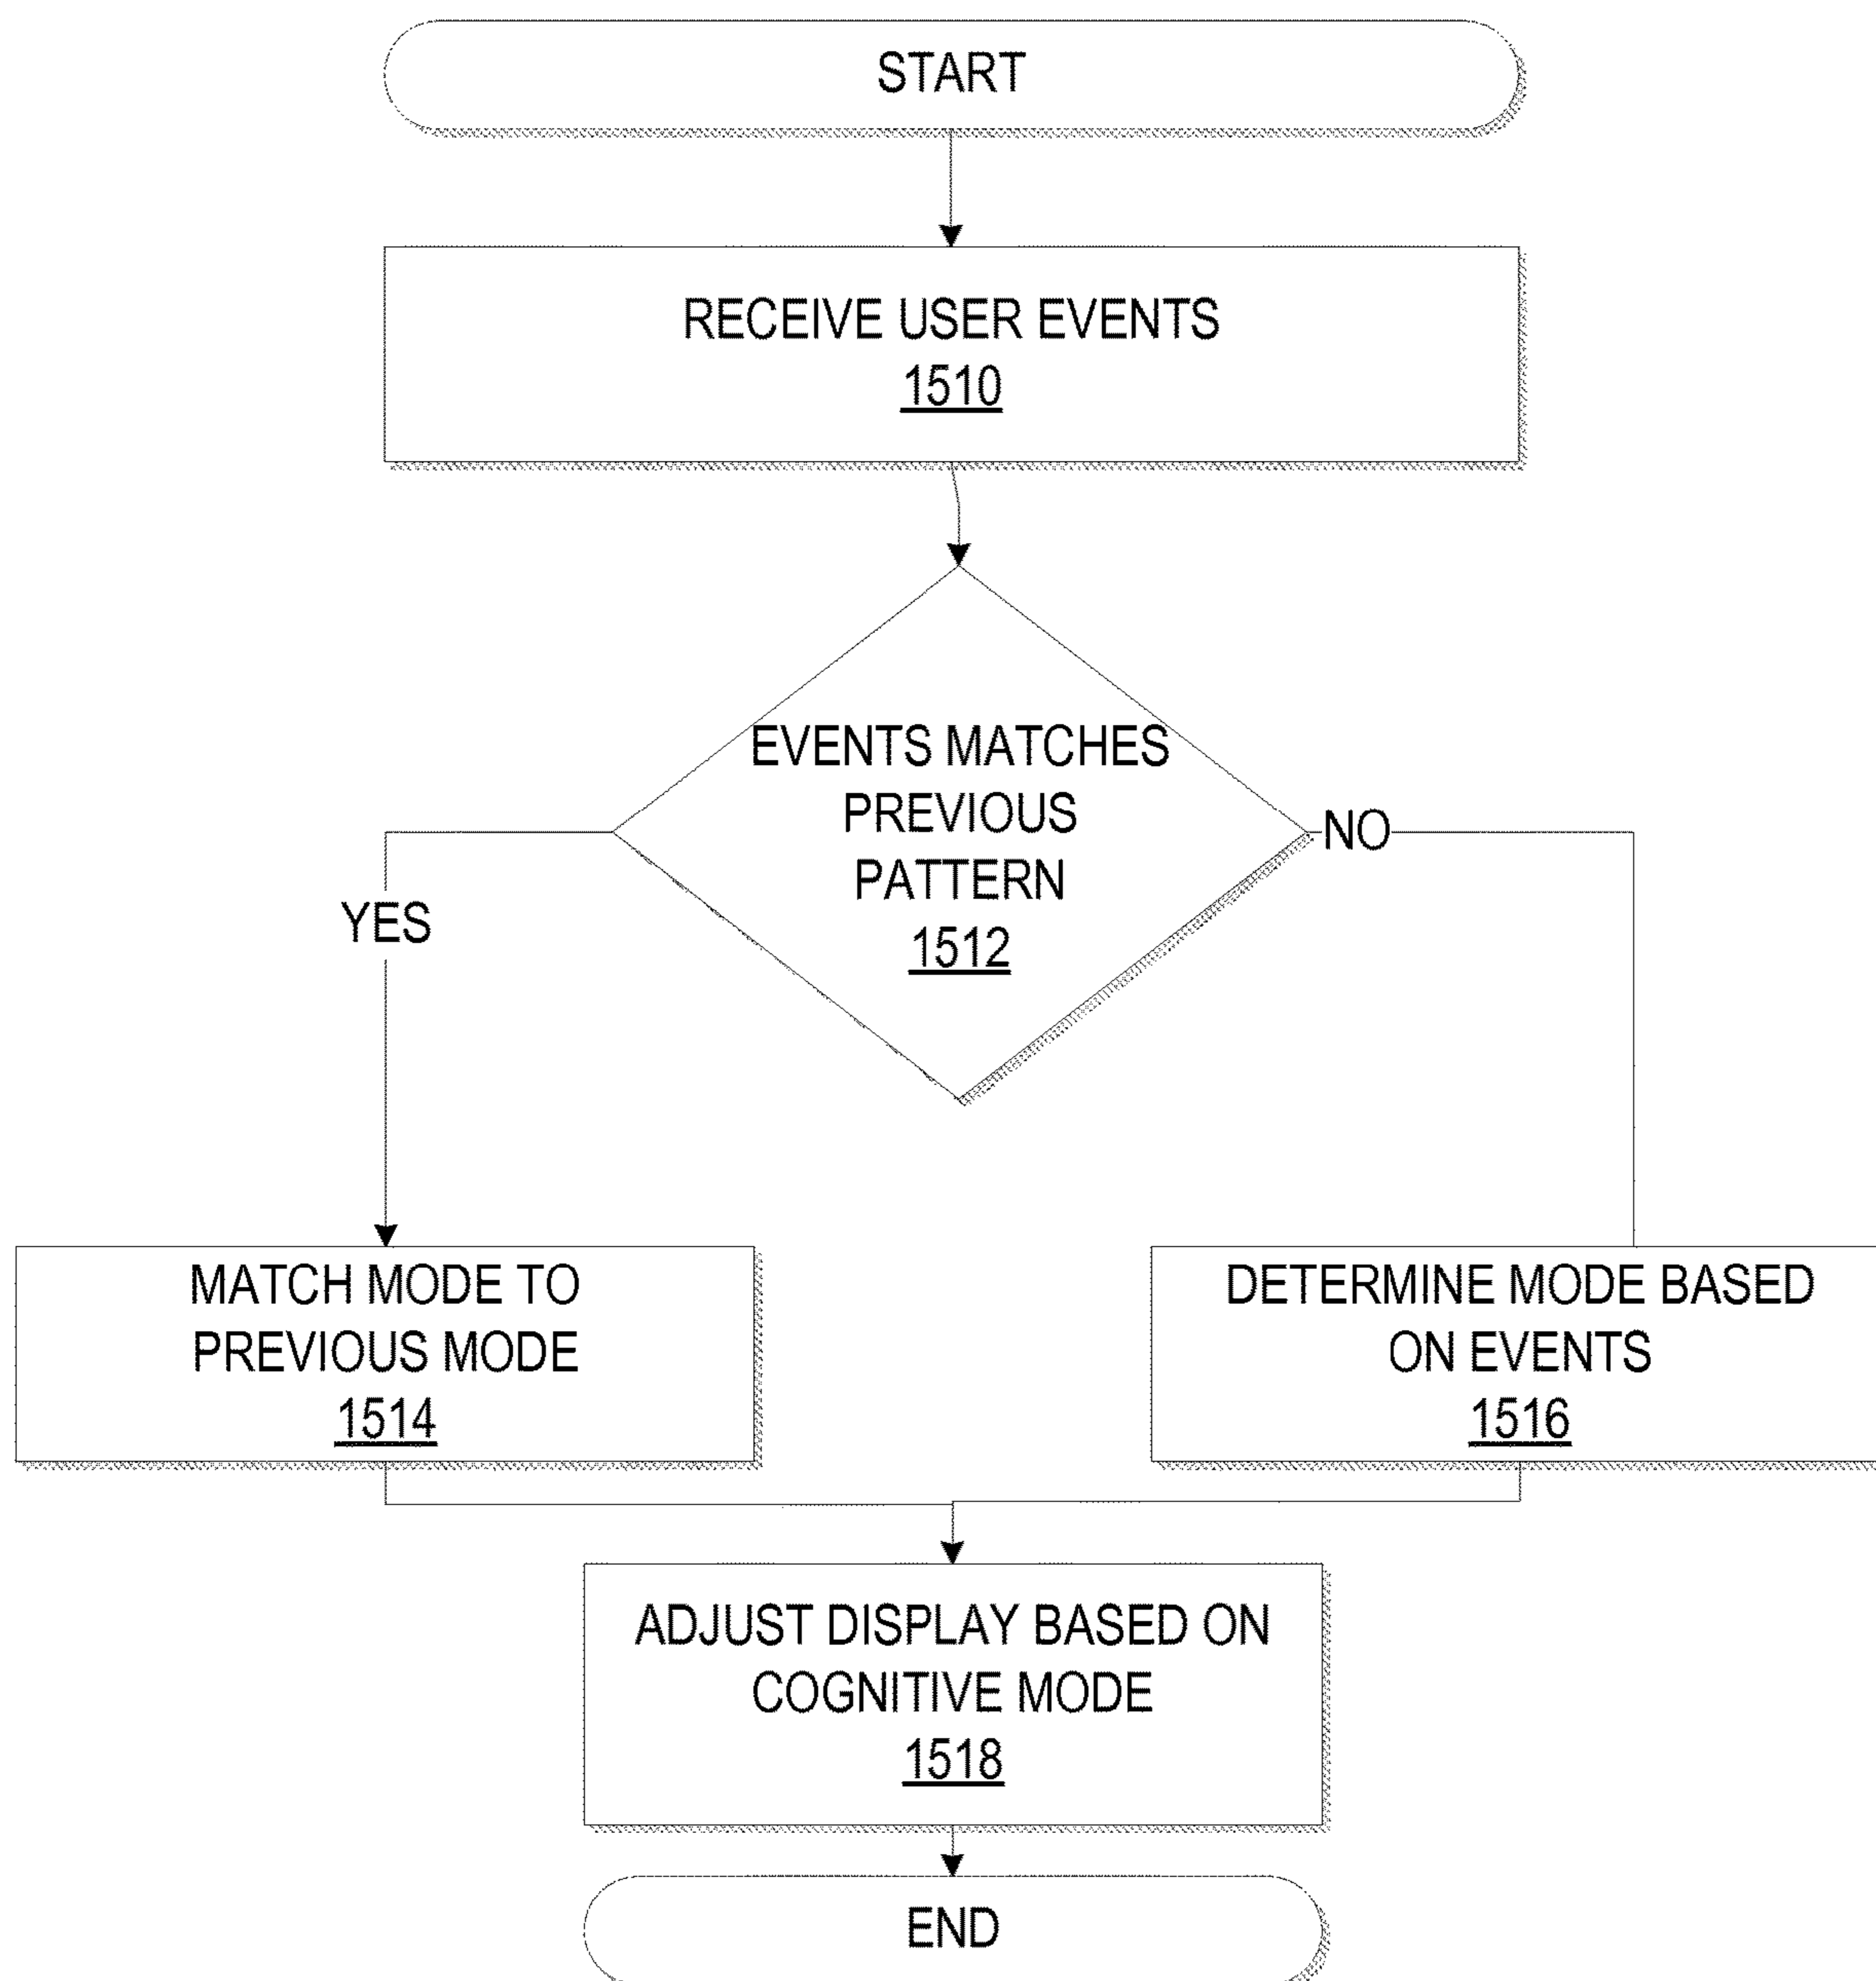 START
RECEIVE USER EVENTS
1510
EVENTS MATCHES
PREVIOUS
PATTERN
1512
YES
NO
MATCH MODE TO
PREVIOUS MODE
1514
DETERMINE MODE BASED
ON EVENTS
1516
ADJUST DISPLAY BASED ON
COGNITIVE MODE
1518
END